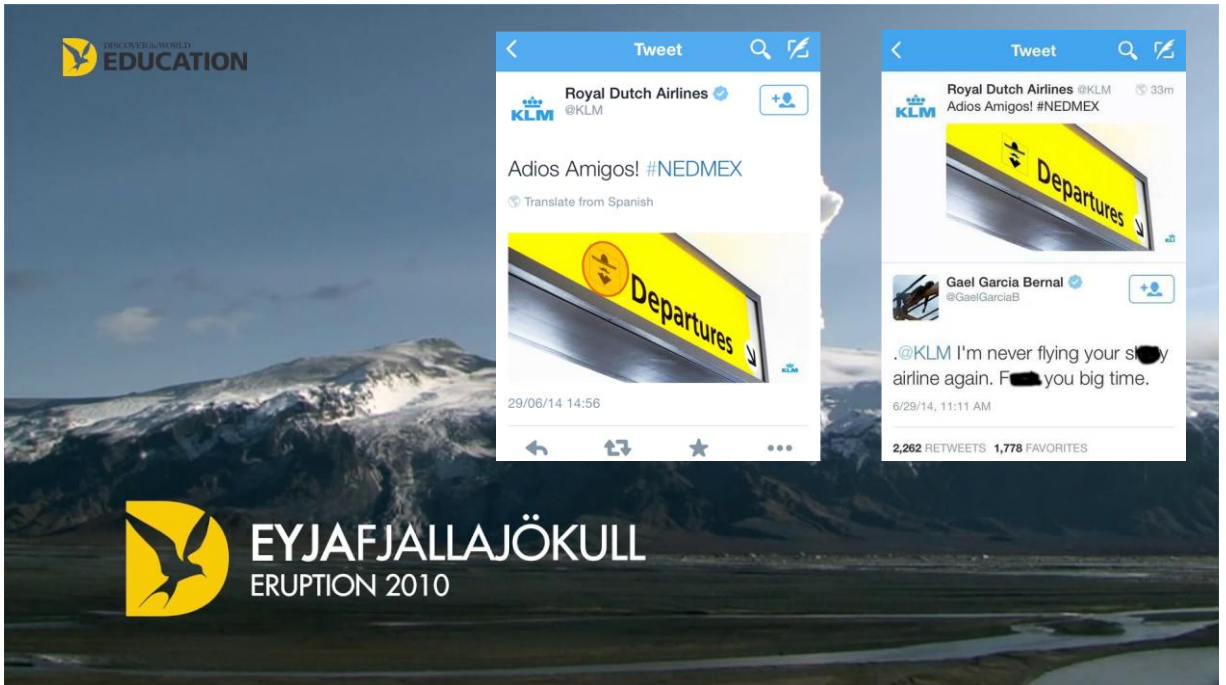 DISCOVER the WORLD
EDUCATION
Tweet
Royal Dutch Airlines
@KLM
KLM
Adios Amigos! #NEDMEX
Translate from Spanish
Departures
KLM
29/06/14 14:56
Tweet
Royal Dutch Airlines @KLM 33m
Adios Amigos! #NEDMEX
KLM
Departures
Gael Garcia Bernal
@GaelGarciaB
.@KLM I'm never flying your s y
airline again. F you big time.
6/29/14, 11:11 AM
2,262 RETWEETS 1,778 FAVORITES
EYJAFJALLAJÖKULL
ERUPTION 2010